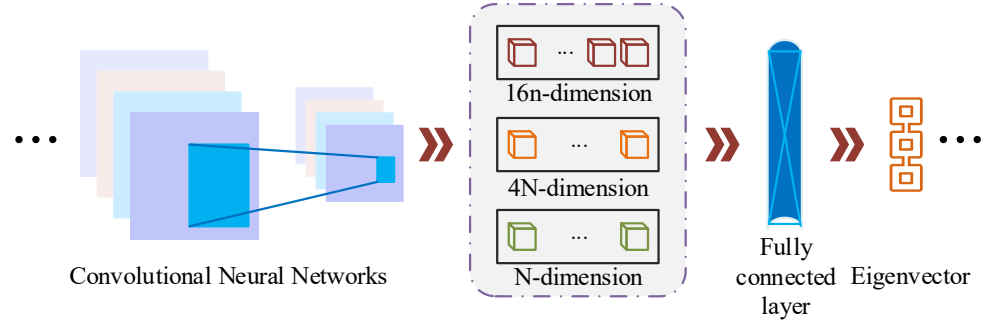 ...
...
16n-dimension
...
4N-dimension
...
N-dimension
...
Convolutional Neural Networks
Fully
connected
layer
Eigenvector